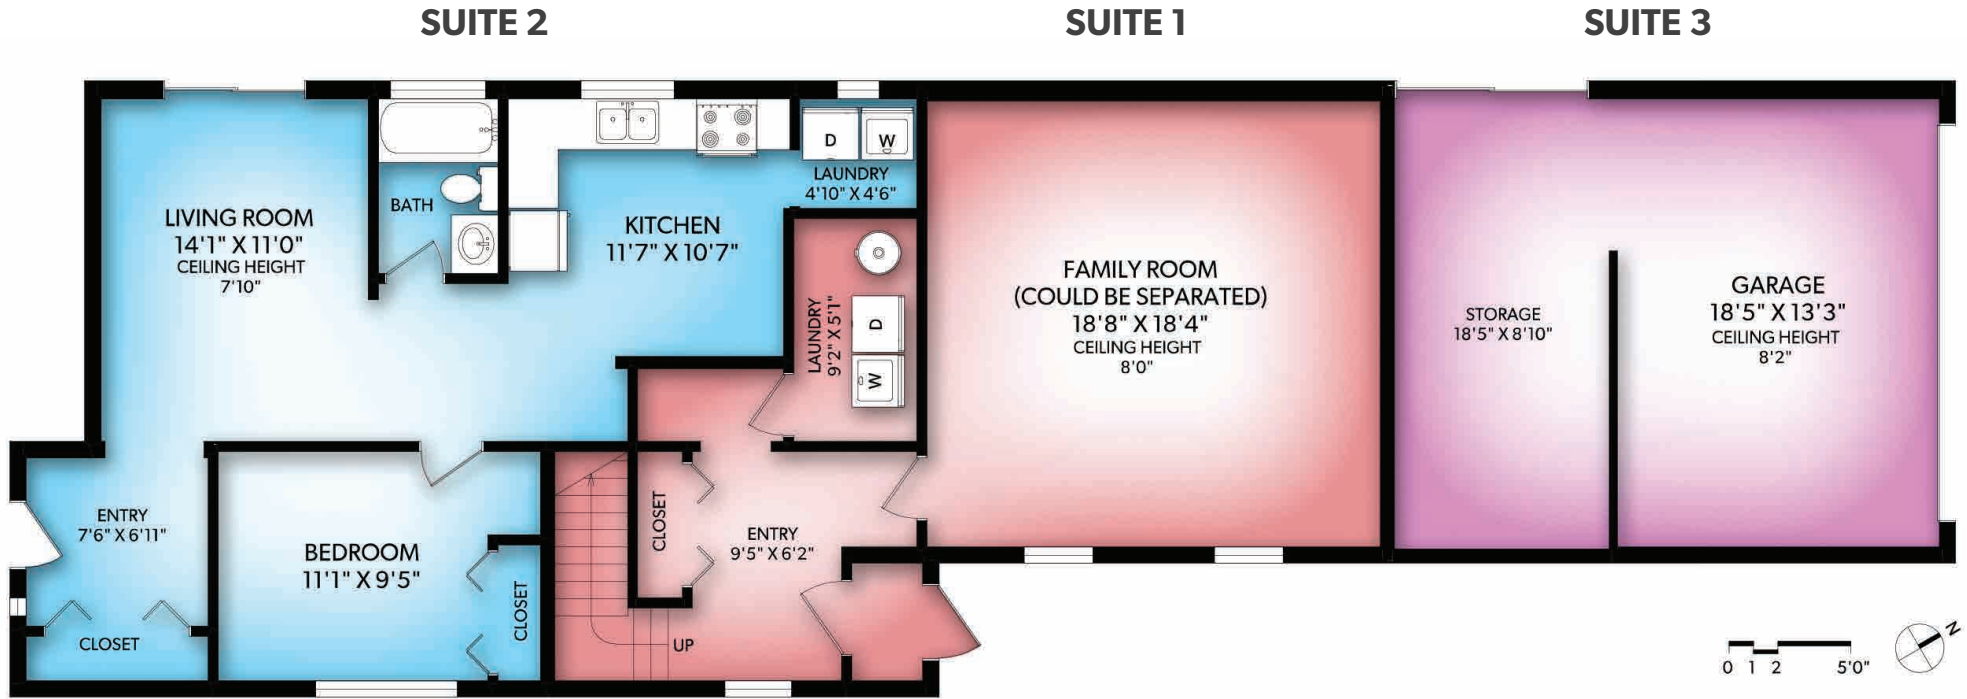 SUITE 2
SUITE 1
SUITE 3
LIVING ROOM
14'1" X 11'0"
CEILING HEIGHT
7'10"
BATH
KITCHEN
11'7" X 10'7"
D
W
LAUNDRY
4'10" X 4'6"
LAUNDRY
9'2" X 5'1"
D
W
FAMILY ROOM
(COULD BE SEPARATED)
18'8" X 18'4"
CEILING HEIGHT
8'0"
STORAGE
18'5" X 8'10"
GARAGE
18'5" X 13'3"
CEILING HEIGHT
8'2"
ENTRY
7'6" X 6'11"
CLOSET
BEDROOM
11'1" X 9'5"
CLOSET
CLOSET
ENTRY
9'5" X 6'2"
UP
0 1 2 5'0"
N